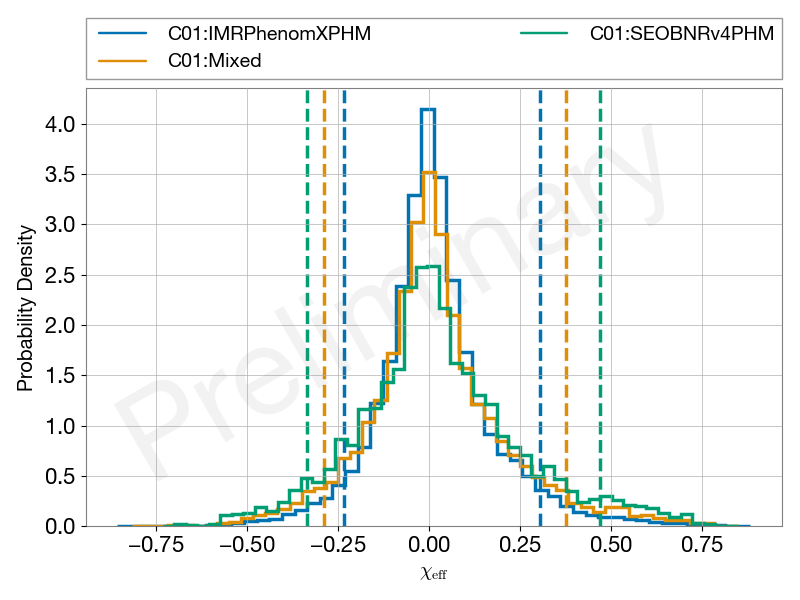 C01:IMRPhenomXPHM
C01:Mixed
C01:SEOBNRv4PHM
Preliminary
Probability Density
4.0
3.5
3.0
2.5
2.0
1.5
1.0
0.5
0.0
−0.75 −0.50 −0.25 0.00 0.25 0.50 0.75
χeff